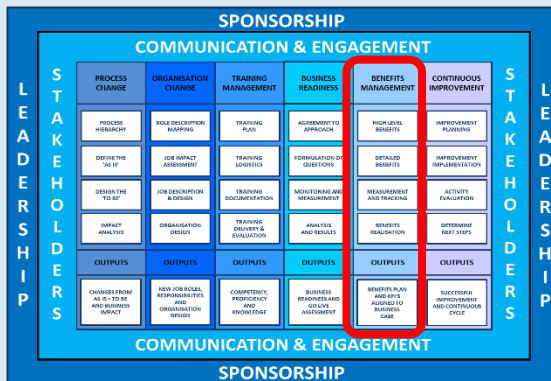 SPONSORSHIP
COMMUNICATION & ENGAGEMENT
LEADERSHIP
STAKEHOLDERS
PROCESS
CHANGE
PROCESS
HIERARCHY
DEFINE THE
'AS IS'
DESIGN THE
'TO BE'
IMPACT
ANALYSIS
OUTPUTS
CHANGES FROM
AS IS > TO BE
AND BUSINESS
IMPACT
ORGANISATION
CHANGE
ROLE DESCRIPTION
MAPPING
JOB IMPACT
ASSESSMENT
JOB DESCRIPTION
& DESIGN
ORGANISATION
DESIGN
OUTPUTS
NEW JOB ROLES,
RESPONSIBILITIES
AND
ORGANISATION
DESIGN
TRAINING
MANAGEMENT
TRAINING
PLAN
TRAINING
LOGISTICS
TRAINING
DOCUMENTATION
TRAINING
DELIVERY &
EVALUATION
OUTPUTS
COMPETENCY,
PROFICIENCY
AND
KNOWLEDGE
BUSINESS
READINESS
AGREEMENT TO
APPROACH
FORMULATION OF
QUESTIONS
MONITORING AND
MEASUREMENT
ANALYSIS
AND RESULTS
OUTPUTS
BUSINESS
READINESS AND
GO LIVE
ASSESSMENT
BENEFITS
MANAGEMENT
HIGH LEVEL
BENEFITS
DETAILED
BENEFITS
MEASUREMENT
AND TRACKING
BENEFITS
REALISATION
OUTPUTS
BENEFITS PLAN
AND KPI'S
ALIGNED TO
BUSINESS
CASE
CONTINUOUS
IMPROVEMENT
IMPROVEMENT
PLANNING
IMPROVEMENT
IMPLEMENTATION
ACTIVITY
EVALUATION
DETERMINE
NEXT STEPS
OUTPUTS
SUCCESSFUL
IMPROVEMENT
AND CONTINUOUS
CYCLE
STAKEHOLDERS
LEADERSHIP
COMMUNICATION & ENGAGEMENT
SPONSORSHIP